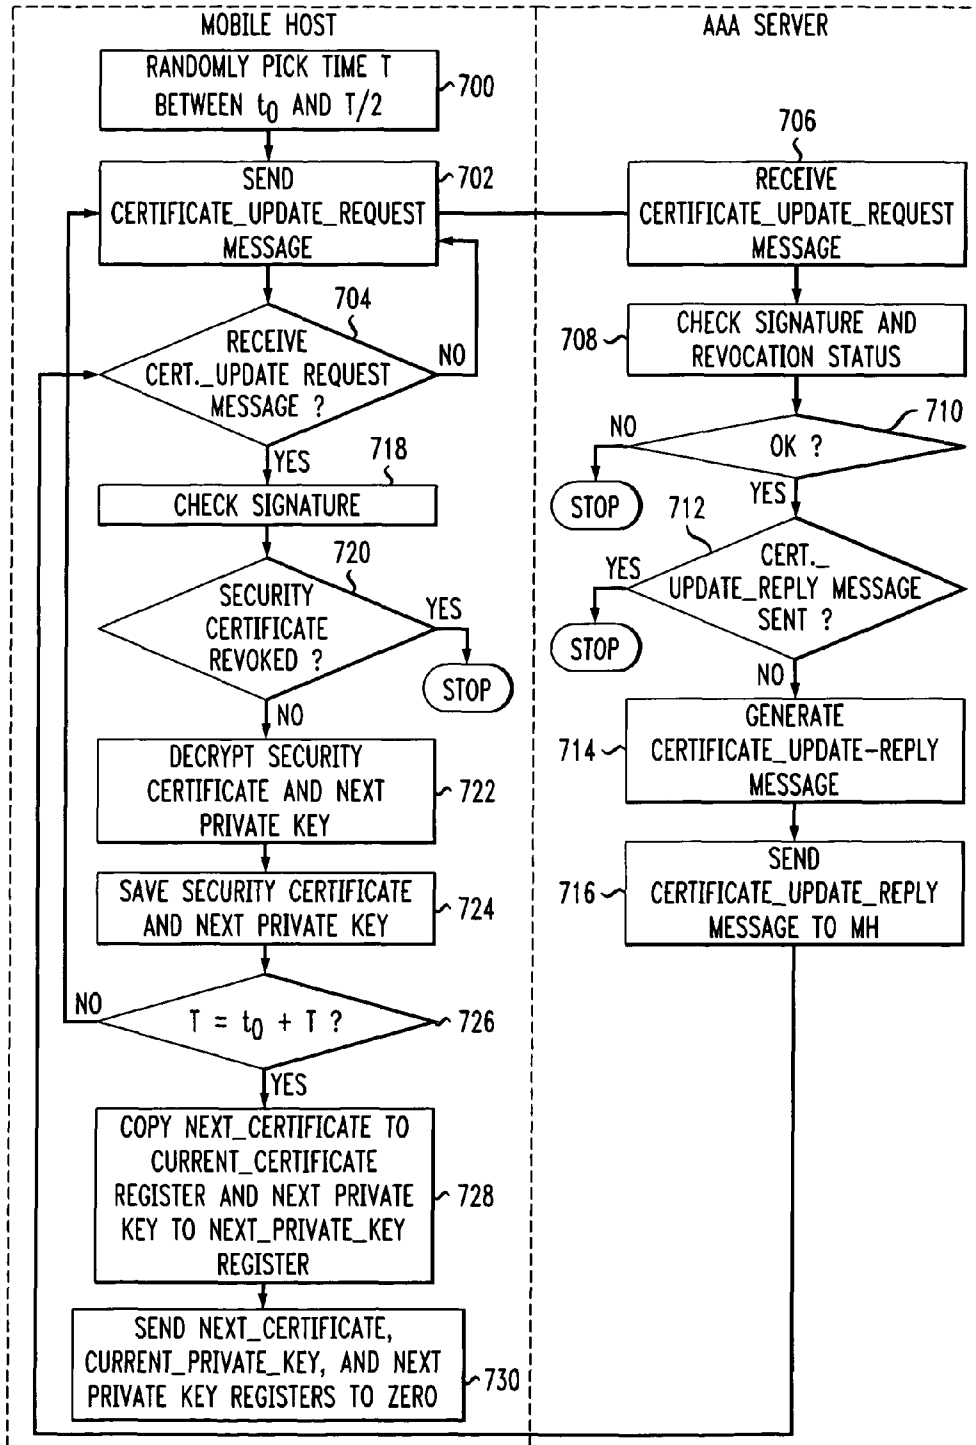 MOBILE HOST
RANDOMLY PICK TIME T
BETWEEN t0 AND T/2
700
SEND
CERTIFICATE_UPDATE_REQUEST
MESSAGE
702
RECEIVE
CERT._UPDATE REQUEST
MESSAGE ?
704
NO
YES
718
CHECK SIGNATURE
720
SECURITY
CERTIFICATE
REVOKED ?
YES
STOP
NO
DECRYPT SECURITY
CERTIFICATE AND NEXT
PRIVATE KEY
722
SAVE SECURITY CERTIFICATE
AND NEXT PRIVATE KEY
724
NO
T = t0 + T ?
726
YES
COPY NEXT_CERTIFICATE TO
CURRENT_CERTIFICATE
REGISTER AND NEXT PRIVATE
KEY TO NEXT_PRIVATE_KEY
REGISTER
728
SEND NEXT_CERTIFICATE,
CURRENT_PRIVATE_KEY, AND NEXT
PRIVATE KEY REGISTERS TO ZERO
730
AAA SERVER
706
RECEIVE
CERTIFICATE_UPDATE_REQUEST
MESSAGE
708
CHECK SIGNATURE AND
REVOCATION STATUS
710
NO
OK ?
STOP
YES
712
CERT._
UPDATE_REPLY MESSAGE
SENT ?
YES
STOP
NO
714
GENERATE
CERTIFICATE_UPDATE-REPLY
MESSAGE
716
SEND
CERTIFICATE_UPDATE_REPLY
MESSAGE TO MH